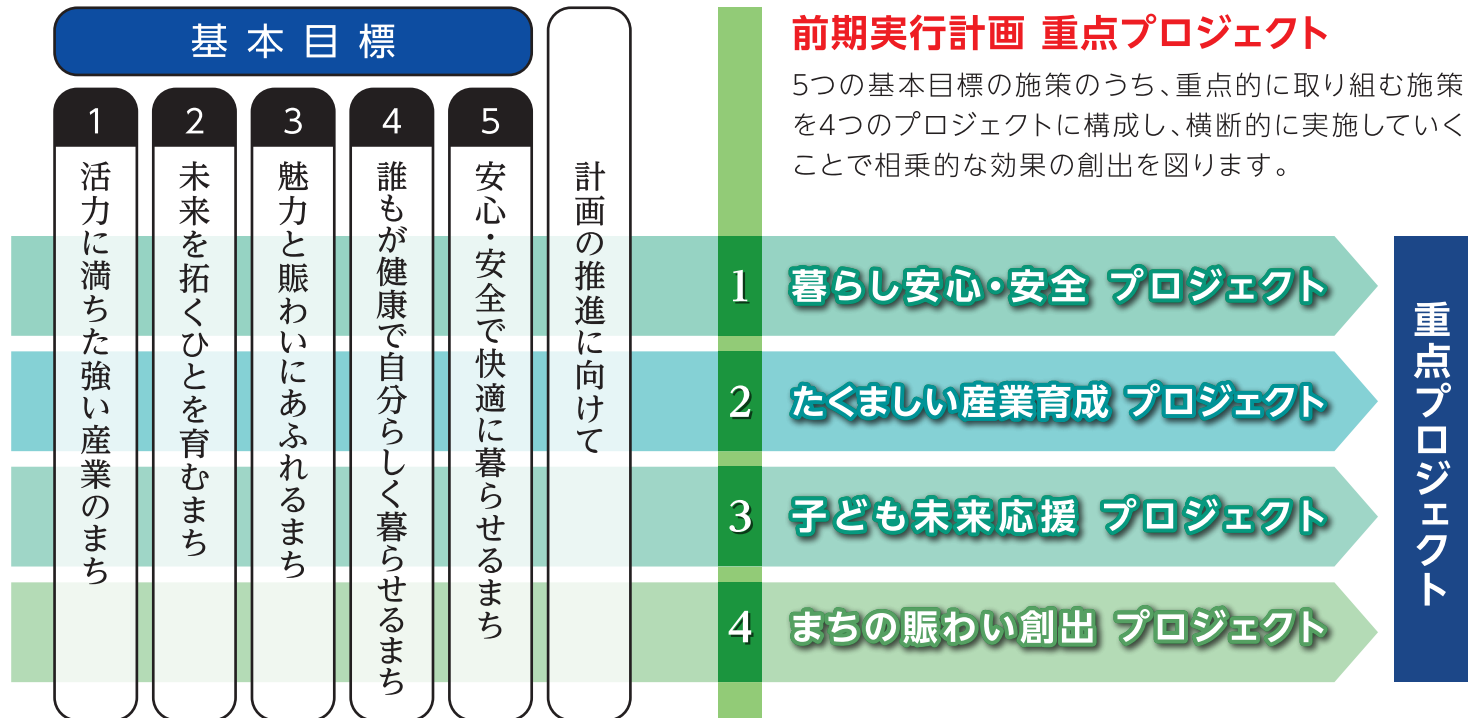 基本目標
1
活力に満ちた強い産業のまち
2
未来を拓くひとを育むまち
3
魅力と賑わいにあふれるまち
4
誰もが健康で自分らしく暮らせるまち
5
安心・安全で快適に暮らせるまち
計画の推進に向けて
前期実行計画 重点プロジェクト
5つの基本目標の施策のうち、重点的に取り組む施策
を4つのプロジェクトに構成し、横断的に実施していく
ことで相乗的な効果の創出を図ります。
1 暮らし安心・安全 プロジェクト
2 たくましい産業育成 プロジェクト
3 子ども未来応援 プロジェクト
4 まちの賑わい創出 プロジェクト
重点プロジェクト